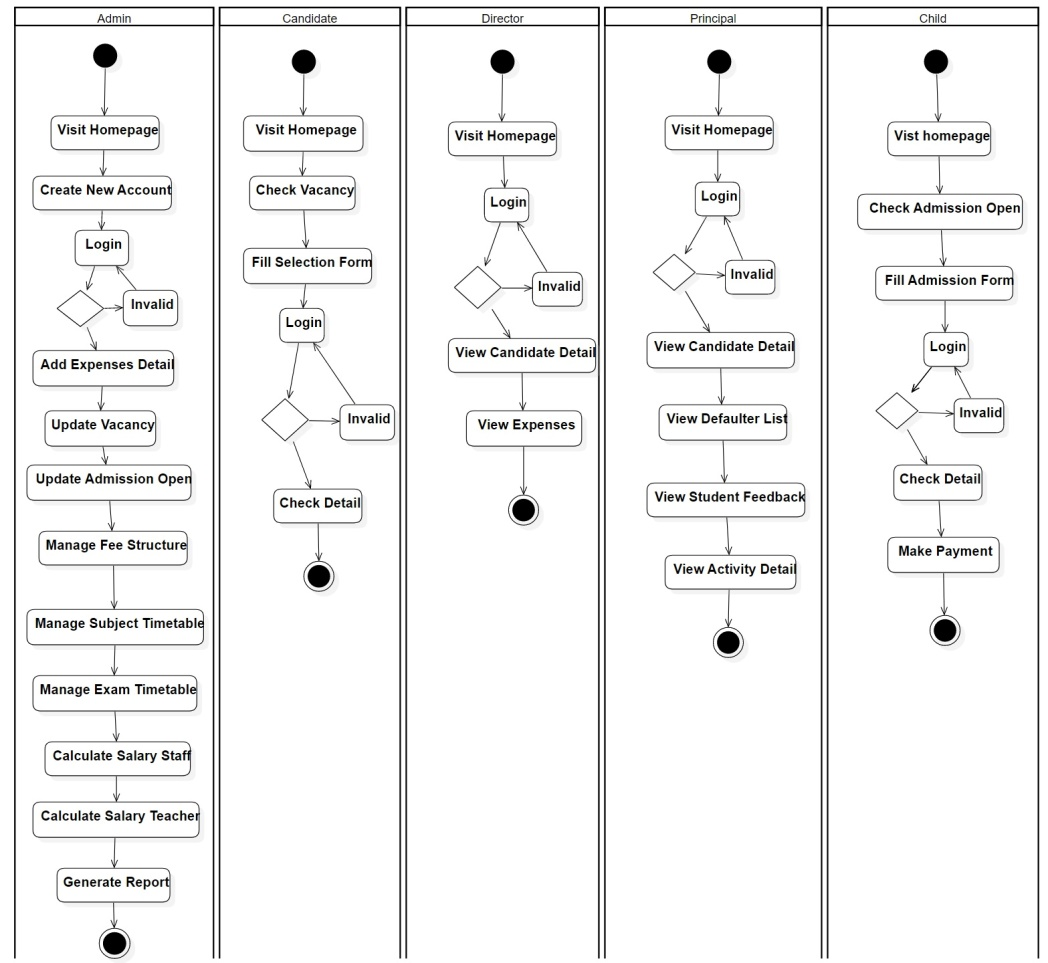 Admin
Visit Homepage
Create New Account
Login
Invalid
Add Expenses Detail
Update Vacancy
Update Admission Open
Manage Fee Structure
Manage Subject Timetable
Manage Exam Timetable
Calculate Salary Staff
Calculate Salary Teacher
Generate Report
Candidate
Visit Homepage
Check Vacancy
Fill Selection Form
Login
Invalid
Check Detail
Director
Visit Homepage
Login
Invalid
View Candidate Detail
View Expenses
Principal
Visit Homepage
Login
Invalid
View Candidate Detail
View Defaulter List
View Student Feedback
View Activity Detail
Child
Vist homepage
Check Admission Open
Fill Admission Form
Login
Invalid
Check Detail
Make Payment